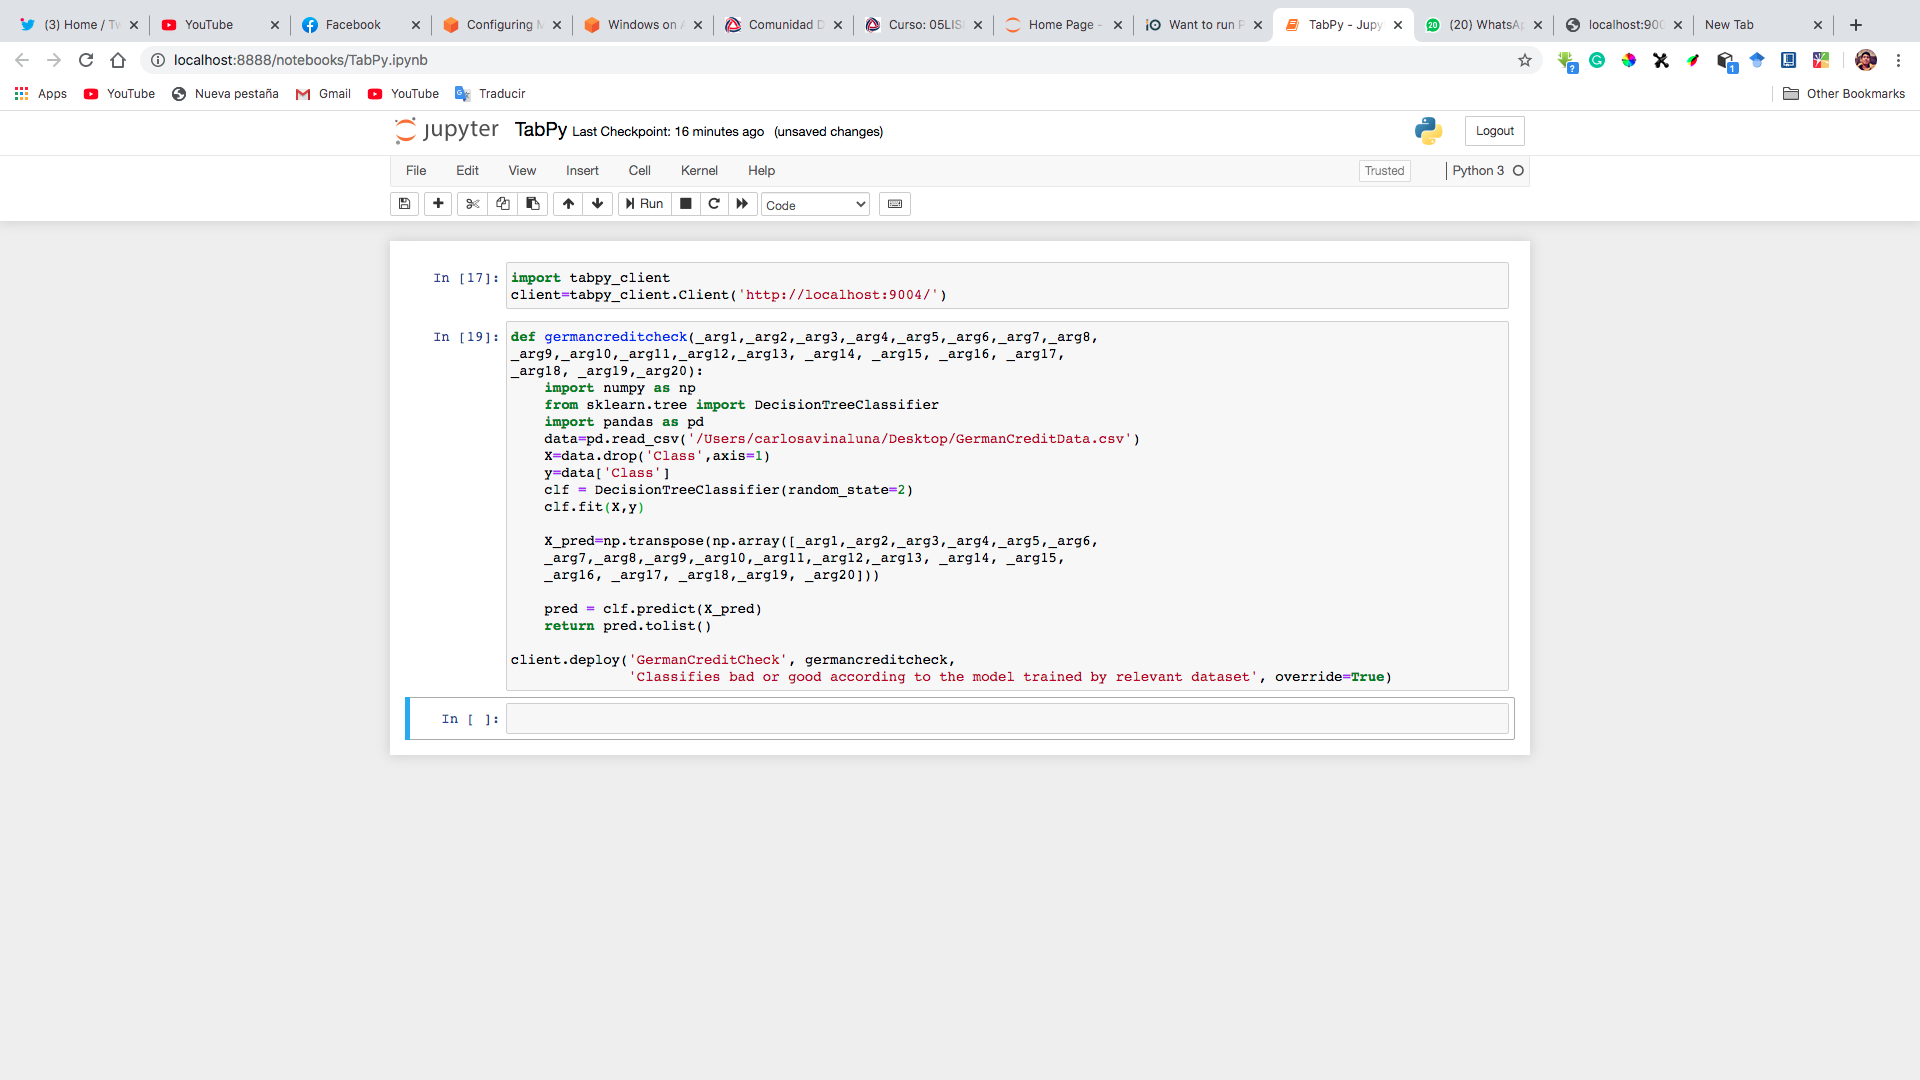 (3) Home / Tw
YouTube
Facebook
Configuring M
Windows on A
Comunidad D
Curso: 05LIS
Home Page -
Want to run P
TabPy - Jupy
(20) WhatsAp
localhost:900
New Tab
localhost:8888/notebooks/TabPy.ipynb
Apps
YouTube
Nueva pestaña
Gmail
YouTube
Traducir
Other Bookmarks
jupyter TabPy Last Checkpoint: 16 minutes ago (unsaved changes)
Logout
File Edit View Insert Cell Kernel Help
Trusted
Python 3
Run
Code
In [17]: import tabpy_client
client=tabpy_client.Client('http://localhost:9004/')
In [19]: def germancreditcheck(_arg1,_arg2,_arg3,_arg4,_arg5,_arg6,_arg7,_arg8,
_arg9,_arg10,_arg11,_arg12,_arg13, _arg14, _arg15, _arg16, _arg17,
_arg18, _arg19,_arg20):
import numpy as np
from sklearn.tree import DecisionTreeClassifier
import pandas as pd
data=pd.read_csv('/Users/carlosavinaluna/Desktop/GermanCreditData.csv')
X=data.drop('Class',axis=1)
y=data['Class']
clf = DecisionTreeClassifier(random_state=2)
clf.fit(X,y)
X_pred=np.transpose(np.array([_arg1,_arg2,_arg3,_arg4,_arg5,_arg6,
_arg7,_arg8,_arg9,_arg10,_arg11,_arg12,_arg13, _arg14, _arg15,
_arg16, _arg17, _arg18,_arg19, _arg20]))
pred = clf.predict(X_pred)
return pred.tolist()
client.deploy('GermanCreditCheck', germancreditcheck,
'Classifies bad or good according to the model trained by relevant dataset', override=True)
In [ ]: